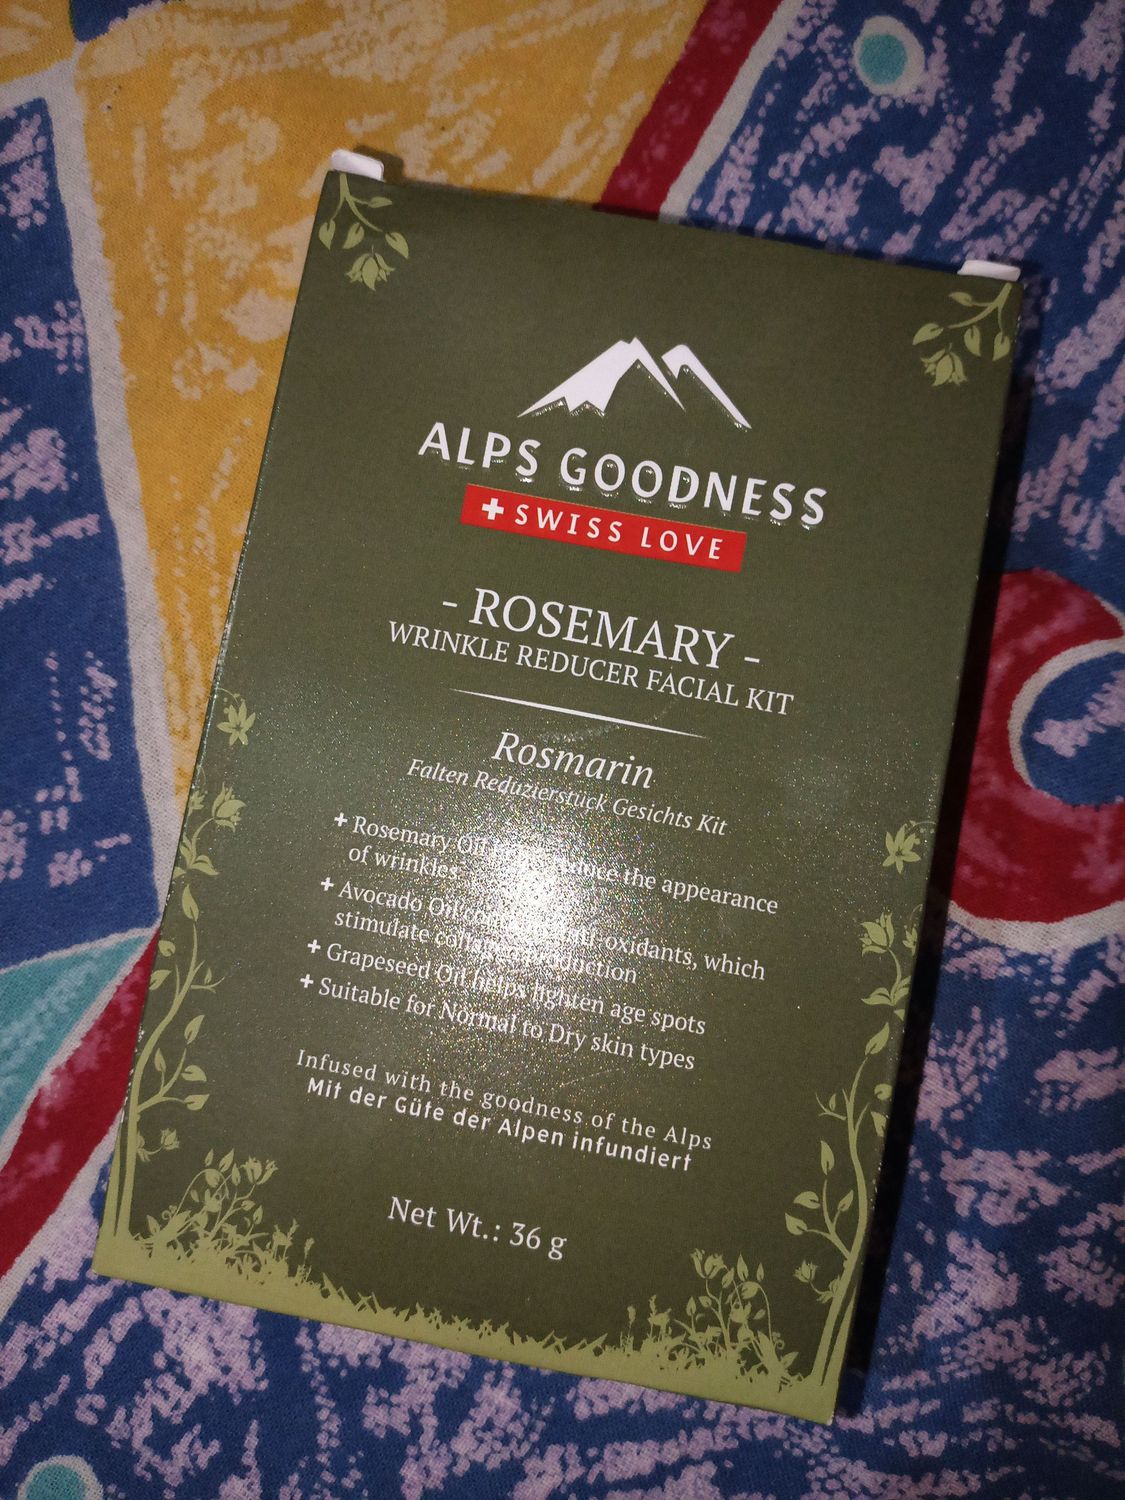 ALPS GOODNESS
+ SWISS LOVE
- ROSEMARY -
WRINKLE REDUCER FACIAL KIT
Rosmarin
Falten Reduzierstück Gesichts Kit
+ Rosemary Oil the appearance
of wrinkles
+ Avocado Oil anti-oxidants, which
stimulate collagen production
+ Grapeseed Oil helps lighten age spots
+ Suitable for Normal to Dry skin types
Infused with the goodness of the Alps
Mit der Güte der Alpen infundiert
Net Wt.: 36 g